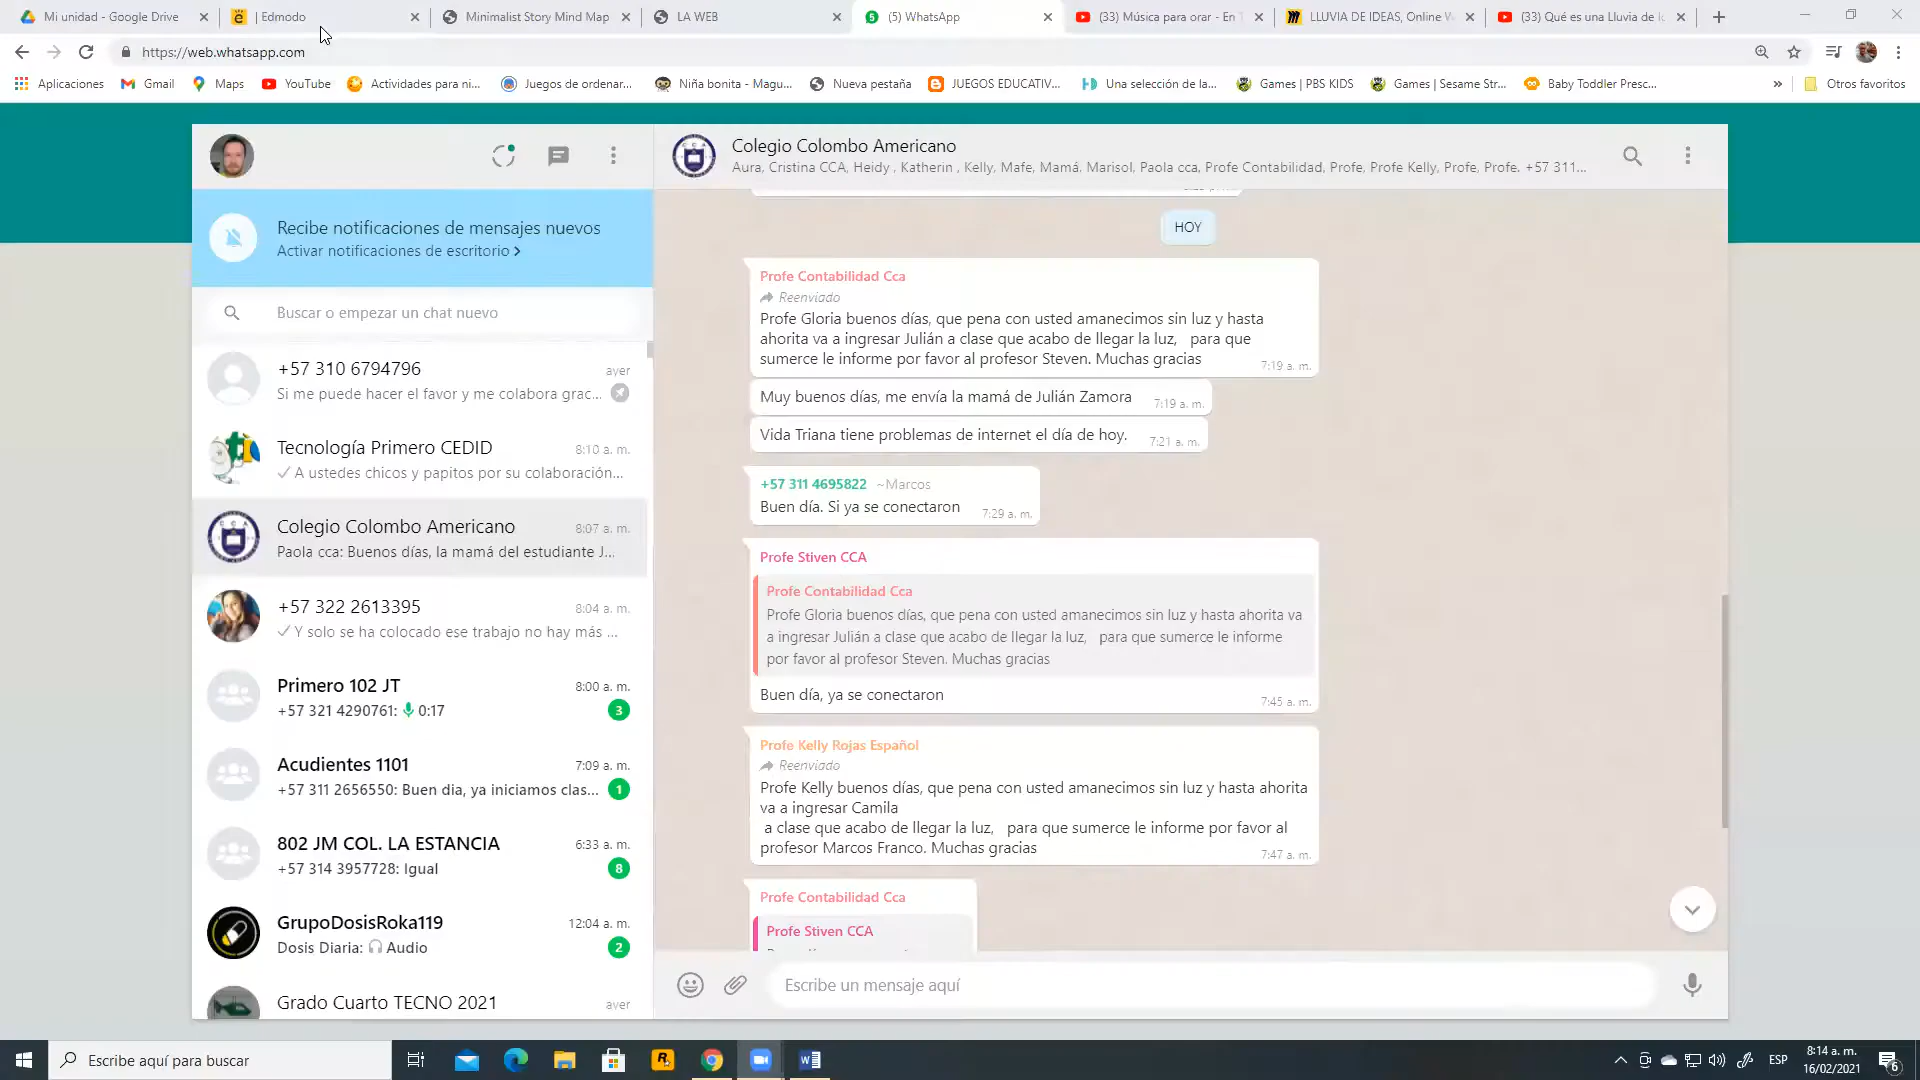 Mi unidad - Google Drive
| Edmodo
Minimalist Story Mind Map
LA WEB
(5) WhatsApp
(33) Música para orar - En T
LLUVIA DE IDEAS, Online W
(33) Qué es una Lluvia de Id
https://web.whatsapp.com
Aplicaciones
Gmail
Maps
YouTube
Actividades para ni...
Juegos de ordenar...
Niña bonita - Magu...
Nueva pestaña
JUEGOS EDUCATIV...
Una selección de la...
Games | PBS KIDS
Games | Sesame Str...
Baby Toddler Presc...
»
Otros favoritos
Recibe notificaciones de mensajes nuevos
Activar notificaciones de escritorio >
Buscar o empezar un chat nuevo
+57 310 6794796
ayer
Si me puede hacer el favor y me colabora grac...
Tecnología Primero CEDID
8:10 a. m.
A ustedes chicos y papitos por su colaboración...
Colegio Colombo Americano
8:07 a. m.
Paola cca: Buenos días, la mamá del estudiante J...
+57 322 2613395
8:04 a. m.
Y solo se ha colocado ese trabajo no hay más ...
Primero 102 JT
8:00 a. m.
+57 321 4290761: 0:17
3
Acudientes 1101
7:09 a. m.
+57 311 2656550: Buen dia, ya iniciamos clas...
1
802 JM COL. LA ESTANCIA
6:33 a. m.
+57 314 3957728: Igual
8
GrupoDosisRoka119
12:04 a. m.
Dosis Diaria: Audio
2
Grado Cuarto TECNO 2021
ayer
Colegio Colombo Americano
Aura, Cristina CCA, Heidy , Katherin , Kelly, Mafe, Mamá, Marisol, Paola cca, Profe Contabilidad, Profe, Profe Kelly, Profe, Profe. +57 311...
HOY
Profe Contabilidad Cca
Reenviado
Profe Gloria buenos días, que pena con usted amanecimos sin luz y hasta
ahorita va a ingresar Julián a clase que acabo de llegar la luz, para que
sumerce le informe por favor al profesor Steven. Muchas gracias
7:19 a. m.
Muy buenos días, me envía la mamá de Julián Zamora
7:19 a. m.
Vida Triana tiene problemas de internet el día de hoy.
7:21 a. m.
+57 311 4695822 ~Marcos
Buen día. Si ya se conectaron
7:29 a. m.
Profe Stiven CCA
Profe Contabilidad Cca
Profe Gloria buenos días, que pena con usted amanecimos sin luz y hasta ahorita va
a ingresar Julián a clase que acabo de llegar la luz, para que sumerce le informe
por favor al profesor Steven. Muchas gracias
Buen día, ya se conectaron
7:45 a. m.
Profe Kelly Rojas Español
Reenviado
Profe Kelly buenos días, que pena con usted amanecimos sin luz y hasta ahorita
va a ingresar Camila
a clase que acabo de llegar la luz, para que sumerce le informe por favor al
profesor Marcos Franco. Muchas gracias
7:47 a. m.
Profe Contabilidad Cca
Profe Stiven CCA
Escribe un mensaje aquí
Escribe aquí para buscar
ESP
8:14 a. m.
16/02/2021
6